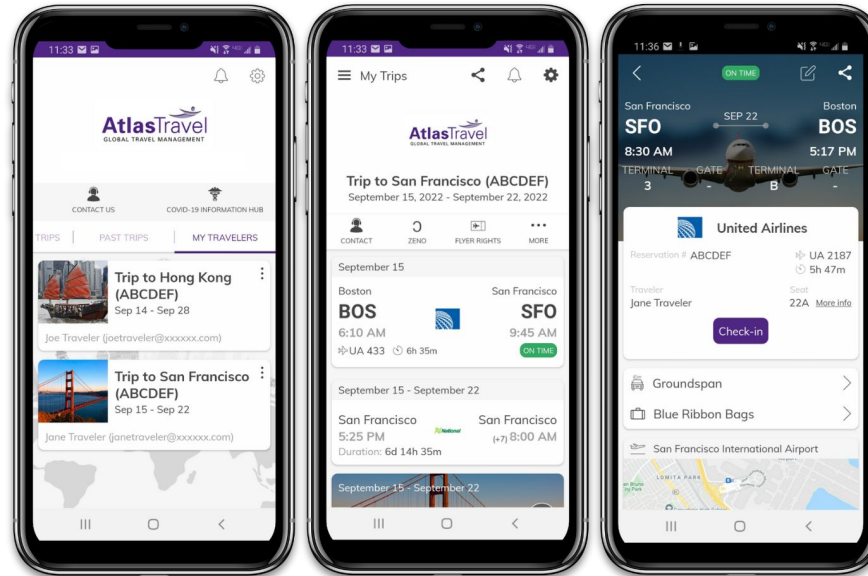 11:33
AtlasTravel
GLOBAL TRAVEL MANAGEMENT
CONTACT US
COVID-19 INFORMATION HUB
TRIPS
PAST TRIPS
MY TRAVELERS
Trip to Hong Kong
(ABCDEF)
Sep 14 - Sep 28
Joe Traveler (joetraveler@xxxxxx.com)
Trip to San Francisco
(ABCDEF)
Sep 15 - Sep 22
Jane Traveler (janetraveler@xxxxxx.com)
11:33
My Trips
AtlasTravel
GLOBAL TRAVEL MANAGEMENT
Trip to San Francisco (ABCDEF)
September 15, 2022 - September 22, 2022
CONTACT
ZENO
FLYER RIGHTS
MORE
September 15
Boston San Francisco
BOS SFO
6:10 AM 9:45 AM
UA 433 6h 35m ON TIME
September 15 - September 22
San Francisco National San Francisco
5:25 PM (+7) 8:00 AM
Duration: 6d 14h 35m
September 15 - September 22
11:36
ON TIME
San Francisco Boston
SFO SEP 22 BOS
8:30 AM 5:17 PM
TERMINAL GATE TERMINAL GATE
3 - B -
United Airlines
Reservation # ABCDEF UA 2187
5h 47m
Traveler Seat
Jane Traveler 22A More info
Check-in
Groundspan
Blue Ribbon Bags
San Francisco International Airport
LOMITA PARK